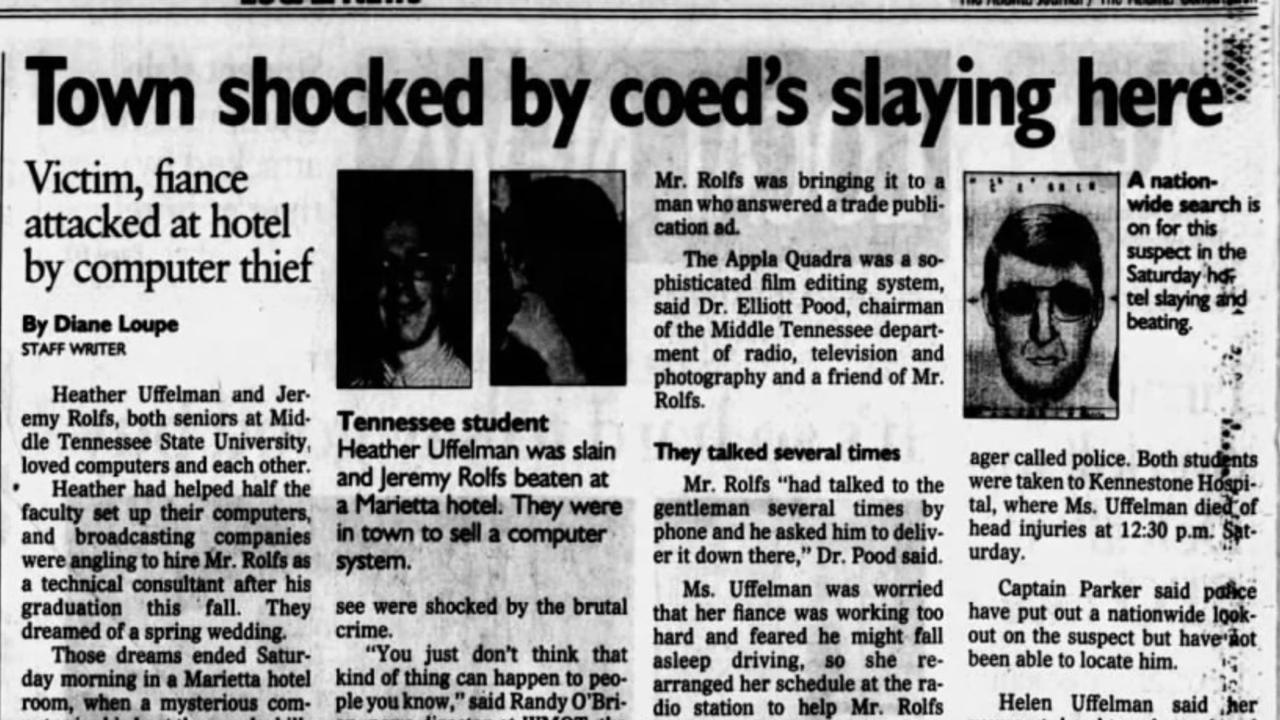 Town shocked by coed's slaying here
Victim, fiance
attacked at hotel
by computer thief
By Diane Loupe
STAFF WRITER
Heather Uffelman and Jer-
emy Rolfs, both seniors at Mid-
dle Tennessee State University,
loved computers and each other.
Heather had helped half the
faculty set up their computers,
and broadcasting companies
were angling to hire Mr. Rolfs as
a technical consultant after his
graduation this fall. They
dreamed of a spring wedding.
Those dreams ended Satur-
day morning in a Marietta hotel
room, when a mysterious com-
Tennessee student
Heather Uffelman was slain
and Jeremy Rolfs beaten at
a Marietta hotel. They were
in town to sell a computer
system.
see were shocked by the brutal
crime.
"You just don't think that
kind of thing can happen to peo-
ple you know," said Randy O'Bri-
Mr. Rolfs was bringing it to a
man who answered a trade publi-
cation ad.
The Appla Quadra was a so-
phisticated film editing system,
said Dr. Elliott Pood, chairman
of the Middle Tennessee depart-
ment of radio, television and
photography and a friend of Mr.
Rolfs.
They talked several times
Mr. Rolfs "had talked to the
gentleman several times by
phone and he asked him to deliv-
er it down there," Dr. Pood said.
Ms. Uffelman was worried
that her fiance was working too
hard and feared he might fall
asleep driving, so she re-
arranged her schedule at the ra-
dio station to help Mr. Rolfs
A nation-
wide search is
on for this
suspect in the
Saturday ho-
tel slaying and
beating.
ager called police. Both students
were taken to Kennestone Hospi-
tal, where Ms. Uffelman died of
head injuries at 12:30 p.m. Sat-
urday.
Captain Parker said police
have put out a nationwide look-
out on the suspect but have not
been able to locate him.
Helen Uffelman said her